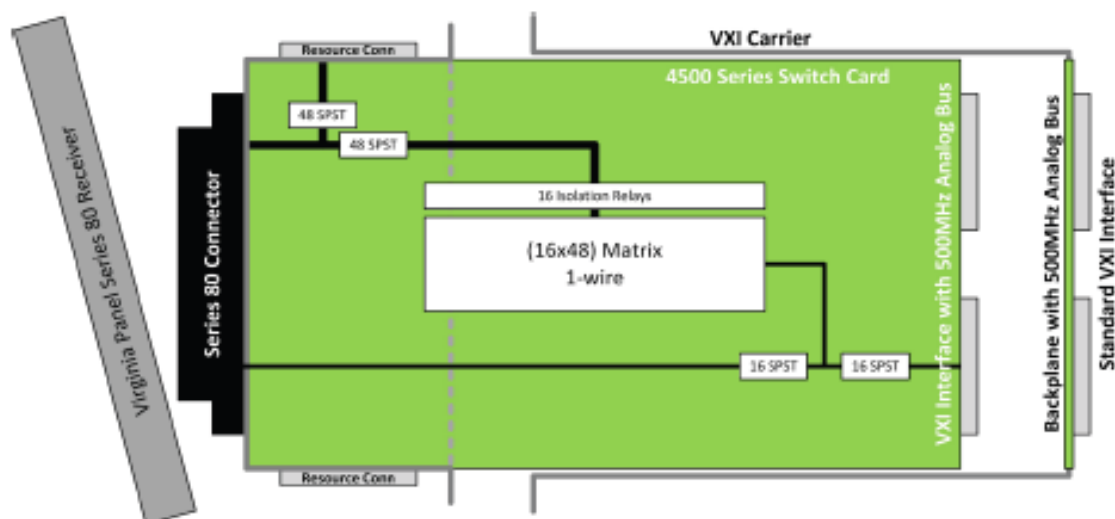 Resource Conn
VXI Carrier
4500 Series Switch Card
48 SPST
48 SPST
16 Isolation Relays
(16x48) Matrix
1-wire
16 SPST
16 SPST
Resource Conn
Virginia Panel Series 80 Receiver
Series 80 Connector
VXI Interface with 500MHz Analog Bus
Backplane with 500MHz Analog Bus
Standard VXI Interface